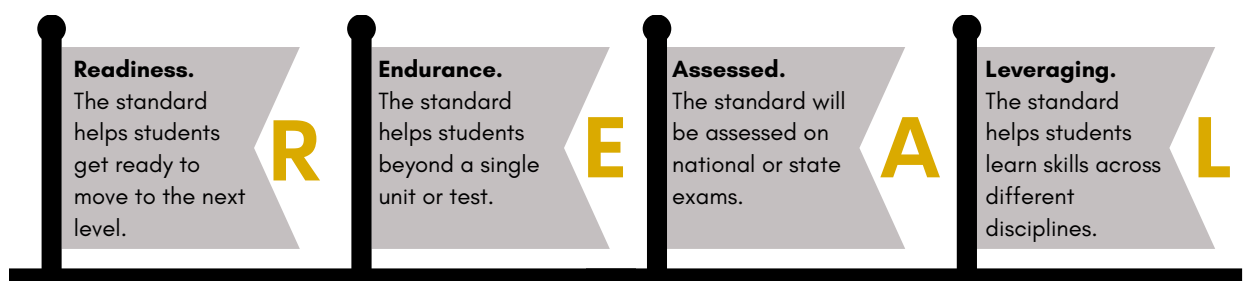 Readiness.
The standard
helps students
get ready to
move to the next
level.
R
Endurance.
The standard
helps students
beyond a single
unit or test.
E
Assessed.
The standard will
be assessed on
national or state
exams.
A
Leveraging.
The standard
helps students
learn skills across
different
disciplines.
L